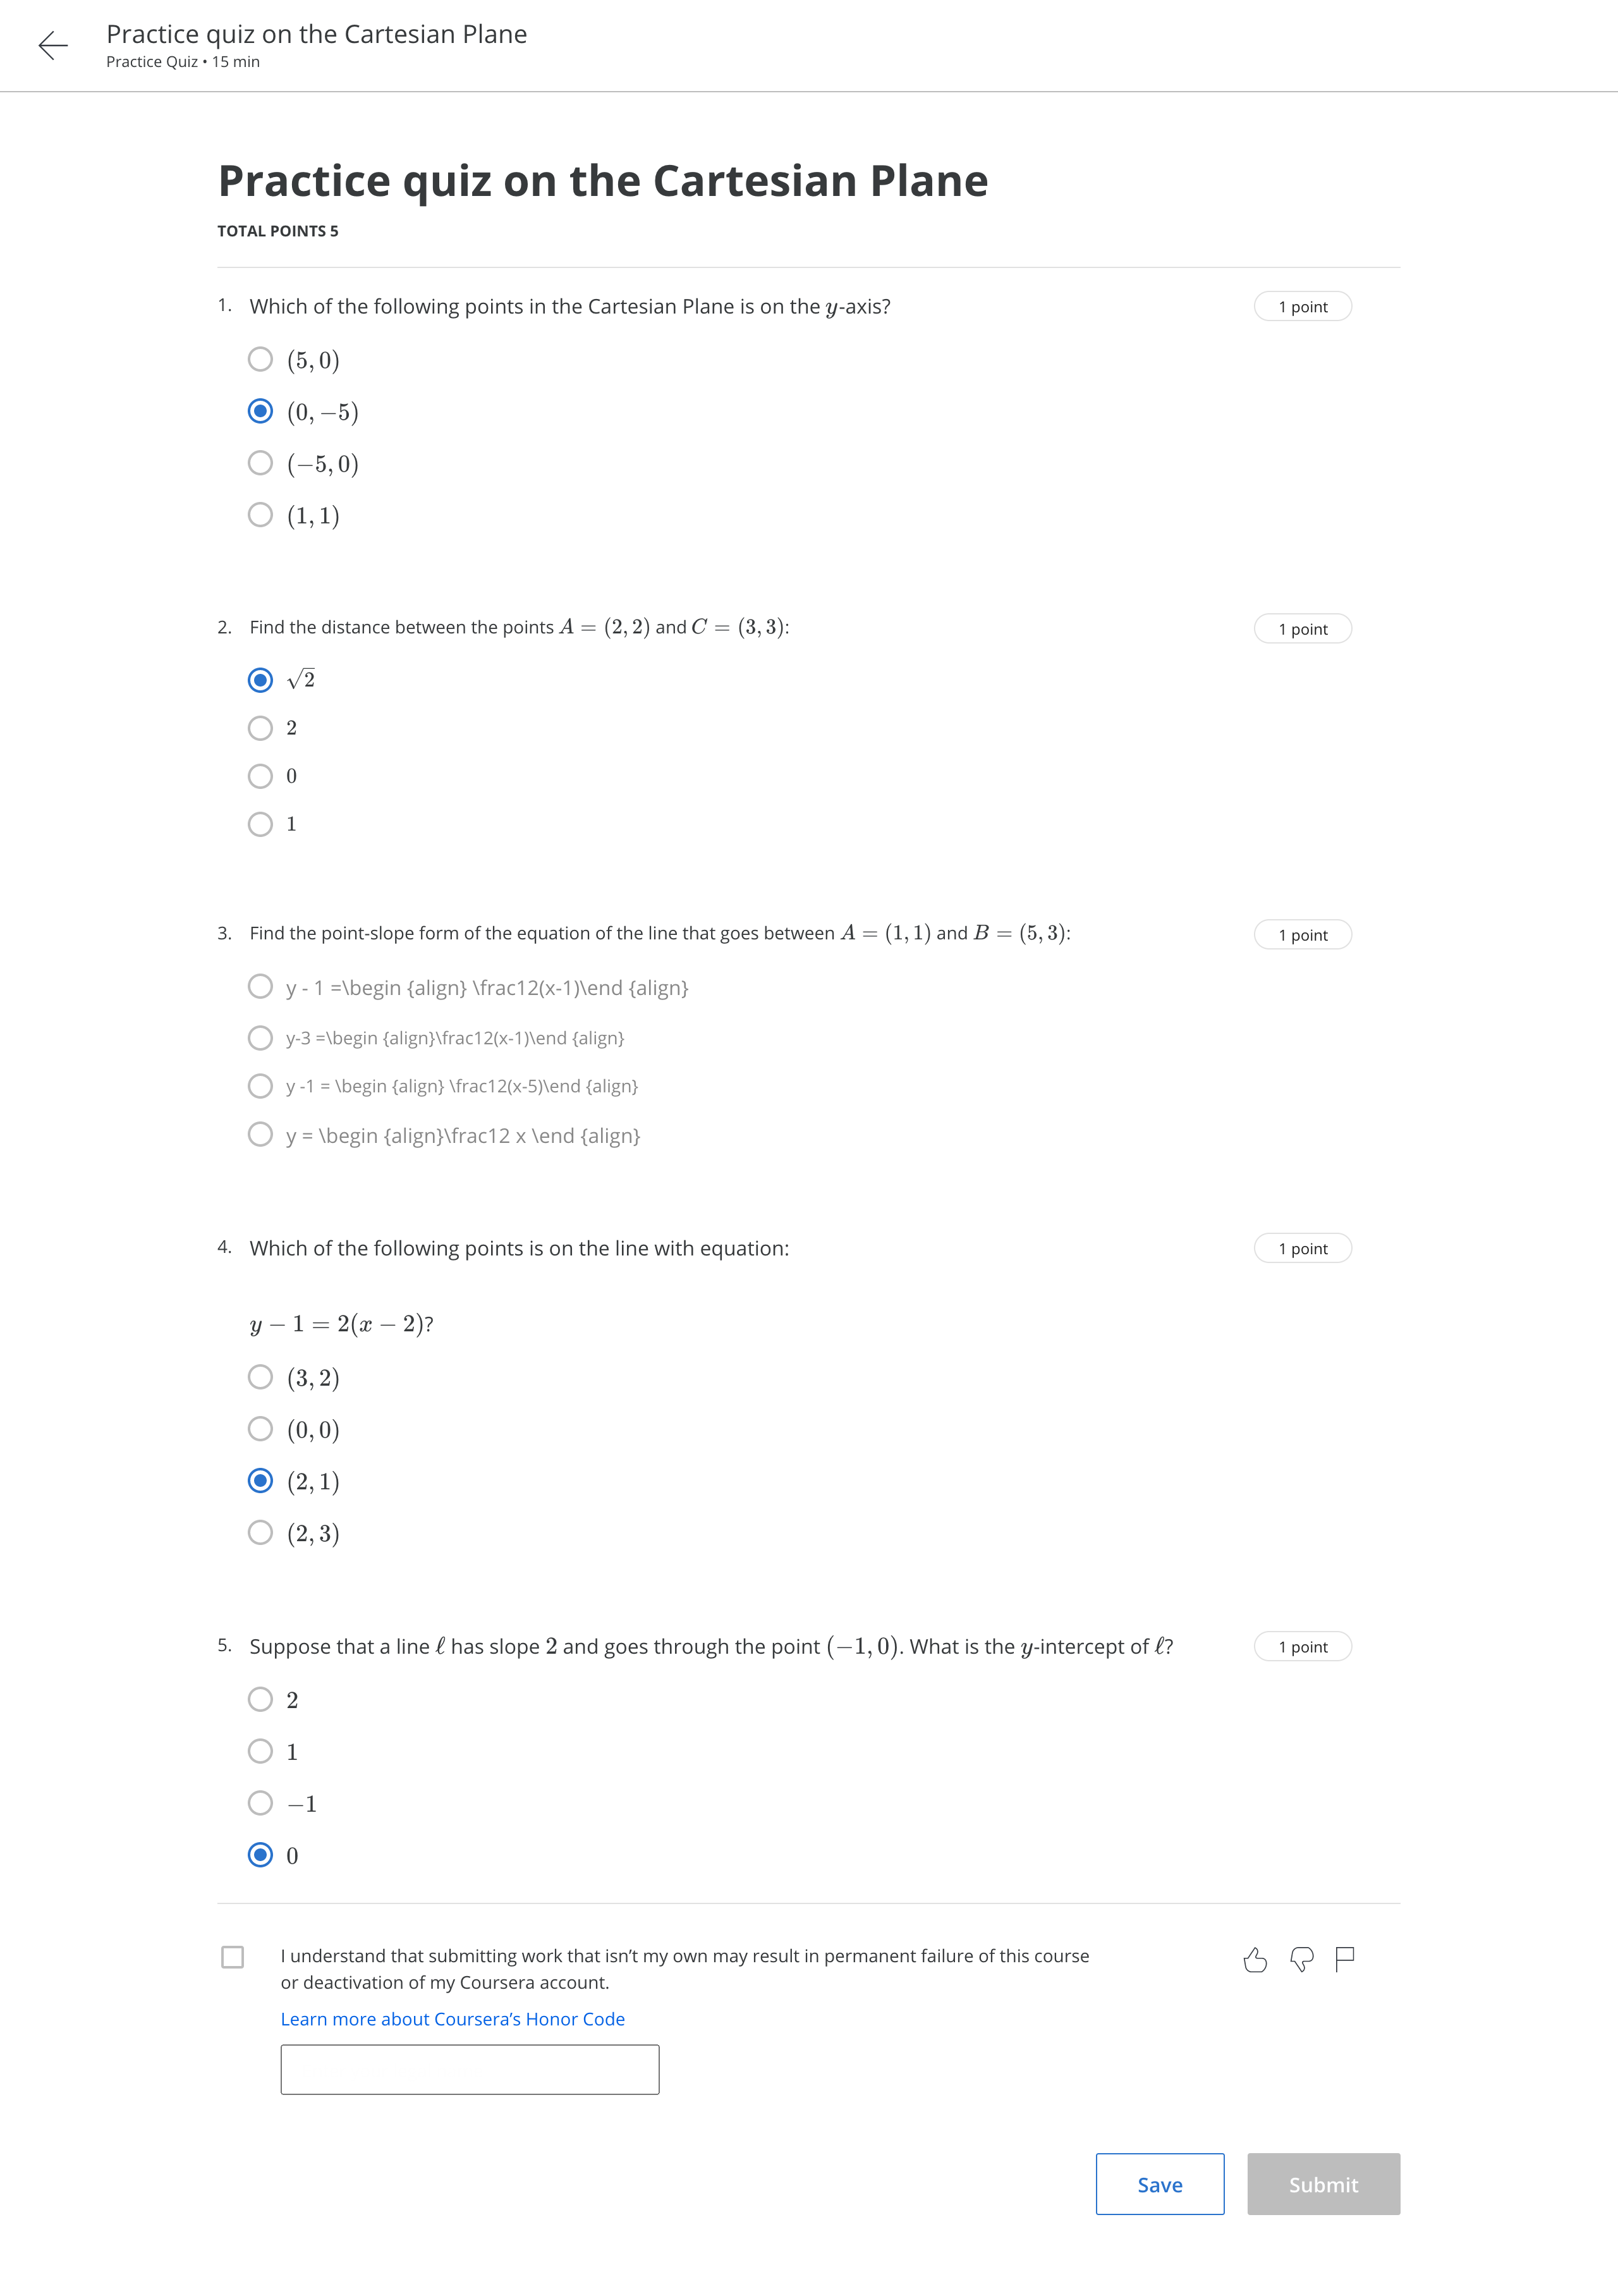 Practice quiz on the Cartesian Plane
Practice Quiz • 15 min
Practice quiz on the Cartesian Plane
TOTAL POINTS 5
1. Which of the following points in the Cartesian Plane is on the y-axis? 1 point
(5, 0)
(0, −5)
(−5, 0)
(1, 1)
2. Find the distance between the points A = (2, 2) and C = (3, 3): 1 point
√2
2
0
1
3. Find the point-slope form of the equation of the line that goes between A = (1, 1) and B = (5, 3): 1 point
y - 1 =\begin {align} \frac12(x-1)\end {align}
y-3 =\begin {align}\frac12(x-1)\end {align}
y -1 = \begin {align} \frac12(x-5)\end {align}
y = \begin {align}\frac12 x \end {align}
4. Which of the following points is on the line with equation: 1 point
y − 1 = 2(x − 2)?
(3, 2)
(0, 0)
(2, 1)
(2, 3)
5. Suppose that a line ℓ has slope 2 and goes through the point (−1, 0). What is the y-intercept of ℓ? 1 point
2
1
−1
0
I understand that submitting work that isn’t my own may result in permanent failure of this course
or deactivation of my Coursera account.
Learn more about Coursera’s Honor Code
Save Submit